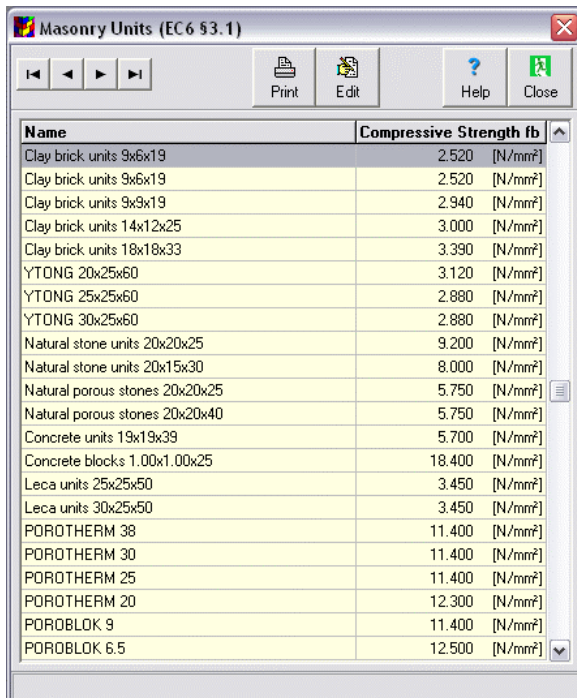 Masonry Units (EC6 §3.1)
Print Edit Help Close
Name Compressive Strength fb
Clay brick units 9x6x19 2.520 [N/mm²]
Clay brick units 9x6x19 2.520 [N/mm²]
Clay brick units 9x9x19 2.940 [N/mm²]
Clay brick units 14x12x25 3.000 [N/mm²]
Clay brick units 18x18x33 3.390 [N/mm²]
YTONG 20x25x60 3.120 [N/mm²]
YTONG 25x25x60 2.880 [N/mm²]
YTONG 30x25x60 2.880 [N/mm²]
Natural stone units 20x20x25 9.200 [N/mm²]
Natural stone units 20x15x30 8.000 [N/mm²]
Natural porous stones 20x20x25 5.750 [N/mm²]
Natural porous stones 20x20x40 5.750 [N/mm²]
Concrete units 19x19x39 5.700 [N/mm²]
Concrete blocks 1.00x1.00x25 18.400 [N/mm²]
Leca units 25x25x50 3.450 [N/mm²]
Leca units 30x25x50 3.450 [N/mm²]
POROTHERM 38 11.400 [N/mm²]
POROTHERM 30 11.400 [N/mm²]
POROTHERM 25 11.400 [N/mm²]
POROTHERM 20 12.300 [N/mm²]
POROBLOK 9 11.400 [N/mm²]
POROBLOK 6.5 12.500 [N/mm²]